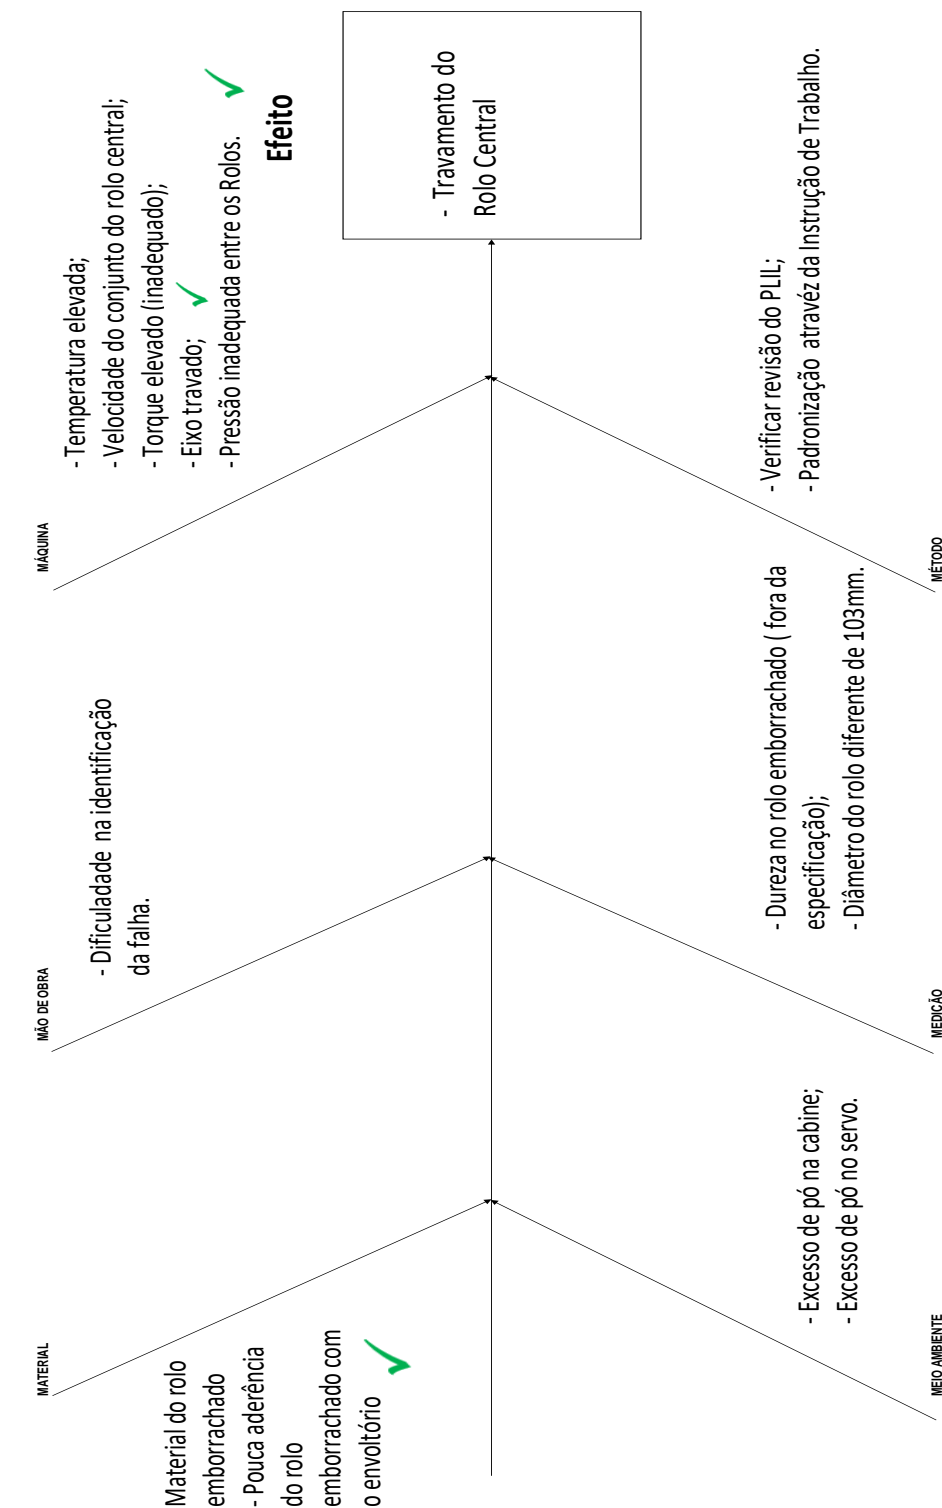 MATERIAL
Material do rolo
emborrachado
- Pouca aderência
do rolo
emborrachado com
o envoltório
MÃO DE OBRA
- Dificuladade na identificação
da falha.
MÁQUINA
- Temperatura elevada;
- Velocidade do conjunto do rolo central;
- Torque elevado (inadequado);
- Eixo travado;
- Pressão inadequada entre os Rolos.
Efeito
- Travamento do
Rolo Central
- Excesso de pó na cabine;
- Excesso de pó no servo.
MEIO AMBIENTE
- Dureza no rolo emborrachado ( fora da
especificação);
- Diâmetro do rolo diferente de 103mm.
MEDICÃO
- Verificar revisão do PLIL;
- Padronização atravéz da Instrução de Trabalho.
MÉTODO